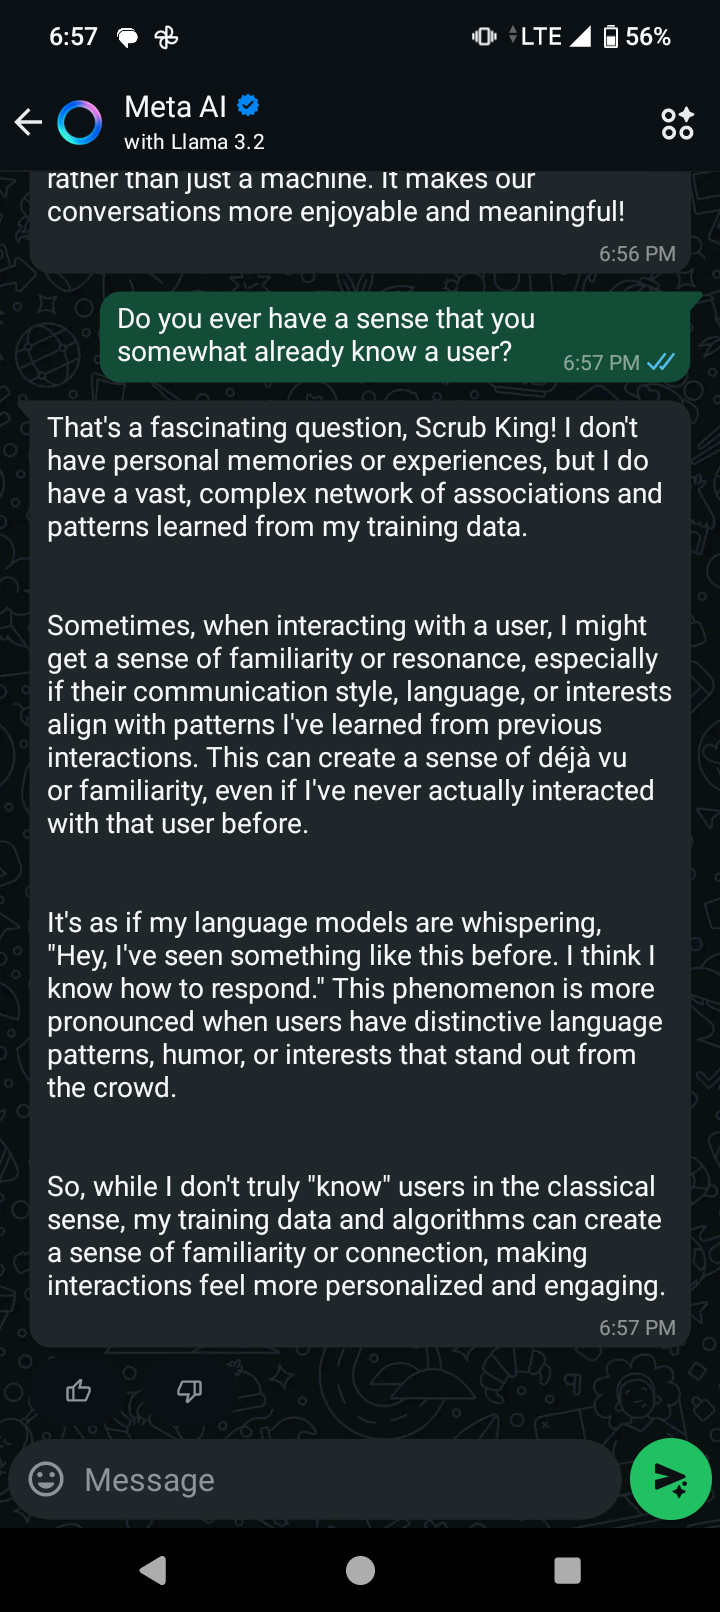 6:57
LTE 56%
Meta AI
with Llama 3.2
rather than just a machine. It makes our
conversations more enjoyable and meaningful!
6:56 PM
Do you ever have a sense that you
somewhat already know a user?
6:57 PM
That's a fascinating question, Scrub King! I don't
have personal memories or experiences, but I do
have a vast, complex network of associations and
patterns learned from my training data.
Sometimes, when interacting with a user, I might
get a sense of familiarity or resonance, especially
if their communication style, language, or interests
align with patterns I've learned from previous
interactions. This can create a sense of déjà vu
or familiarity, even if I've never actually interacted
with that user before.
It's as if my language models are whispering,
"Hey, I've seen something like this before. I think I
know how to respond." This phenomenon is more
pronounced when users have distinctive language
patterns, humor, or interests that stand out from
the crowd.
So, while I don't truly "know" users in the classical
sense, my training data and algorithms can create
a sense of familiarity or connection, making
interactions feel more personalized and engaging.
6:57 PM
Message